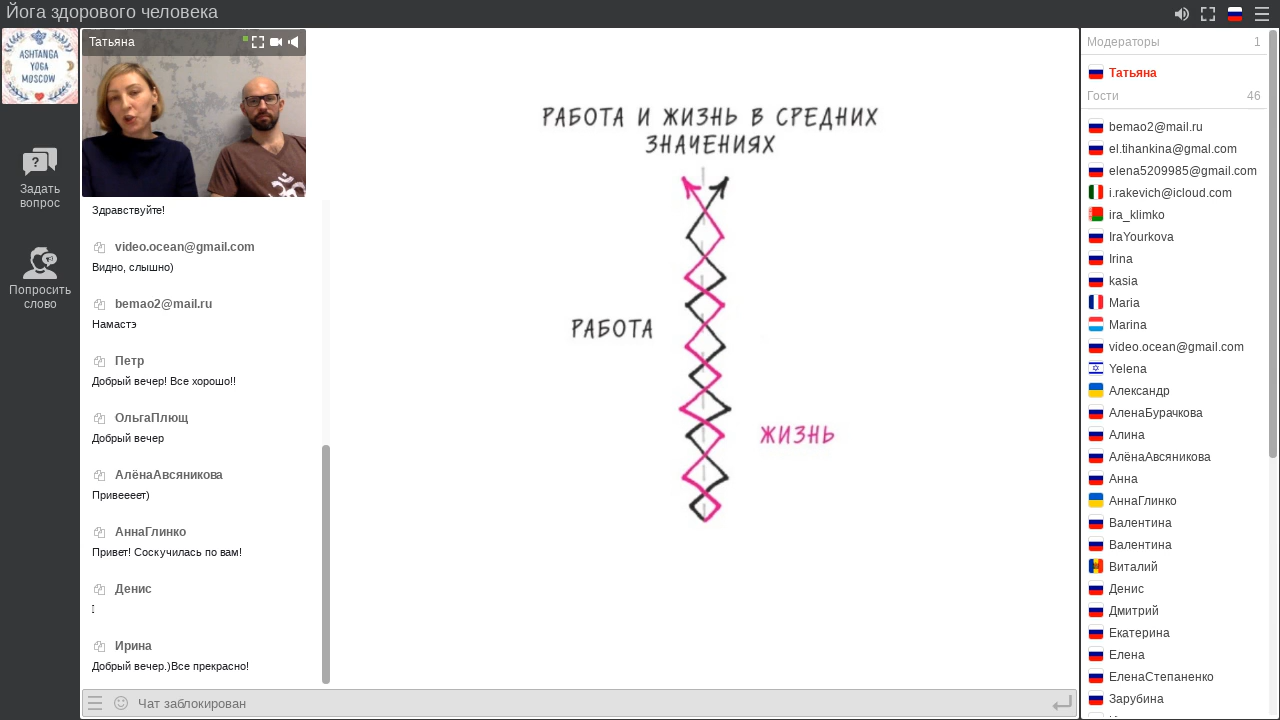 Йога здорового человека
ASHTANGA
YOGA
MOSCOW
Задать
вопрос
Попросить
слово
Татьяна
Здравствуйте!
video.ocean@gmail.com
Видно, слышно)
bemao2@mail.ru
Намастэ
Петр
Добрый вечер! Все хорошо!!
ОльгаПлющ
Добрый вечер
АлёнаАвсяникова
Привеееет)
АннаГлинко
Привет! Соскучилась по вам!
Денис
Ирина
Добрый вечер.)Все прекрасно!
Чат заблокирован
РАБОТА И ЖИЗНЬ В СРЕДНИХ
ЗНАЧЕНИЯХ
РАБОТА
ЖИЗНЬ
Модераторы 1
Татьяна
Гости 46
bemao2@mail.ru
el.tihankina@gmal.com
elena5209985@gmail.com
i.rakevich@icloud.com
ira_klimko
IraYourkova
Irina
kasia
Maria
Marina
video.ocean@gmail.com
Yelena
Александр
АленаБурачкова
Алина
АлёнаАвсяникова
Анна
АннаГлинко
Валентина
Валентина
Виталий
Денис
Дмитрий
Екатерина
Елена
ЕленаСтепаненко
Зарубина